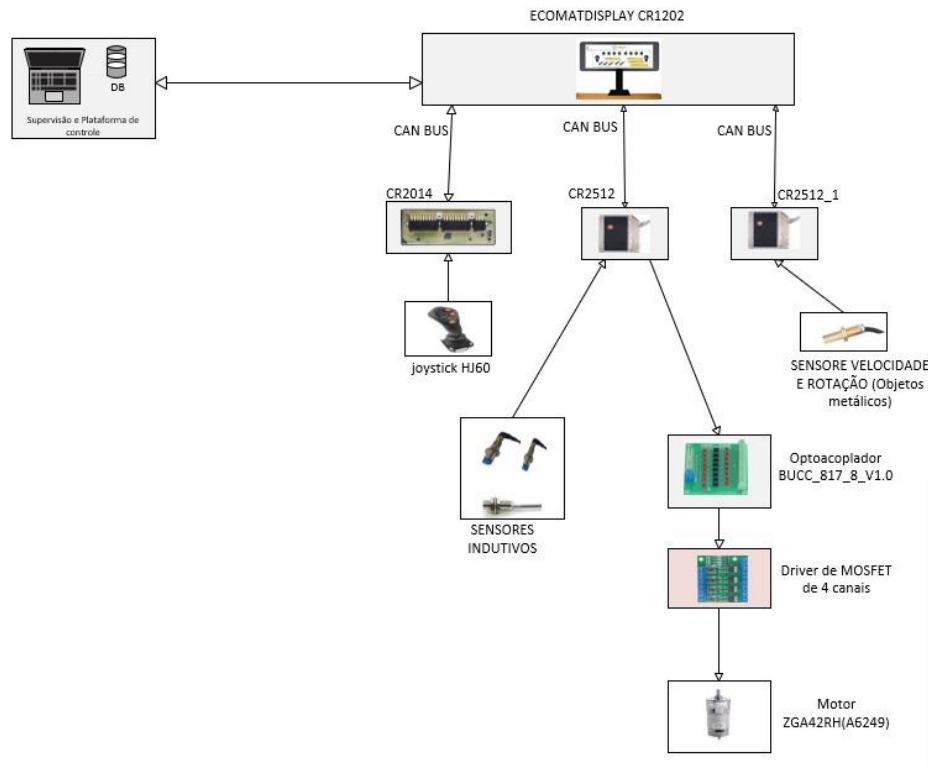 ECOMATDISPLAY CR1202
DB
Supervisão e Plataforma de
controle
CAN BUS
CAN BUS
CAN BUS
CR2014
CR2512
CR2512_1
joystick HJ60
SENSORE VELOCIDADE
E ROTAÇÃO (Objetos
metálicos)
SENSORES
INDUTIVOS
Optoacoplador
BUCC_817_8_V1.0
Driver de MOSFET
de 4 canais
Motor
ZGA42RH(A6249)